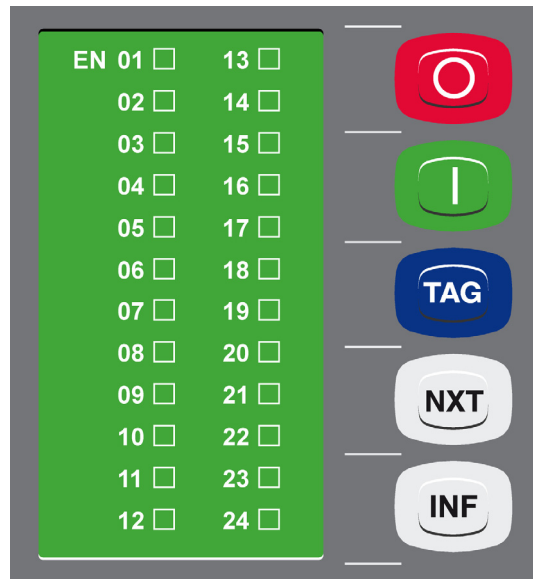 EN 01 □ 13 □
02 □ 14 □
03 □ 15 □
04 □ 16 □
05 □ 17 □
06 □ 18 □
07 □ 19 □
08 □ 20 □
09 □ 21 □
10 □ 22 □
11 □ 23 □
12 □ 24 □
TAG
NXT
INF